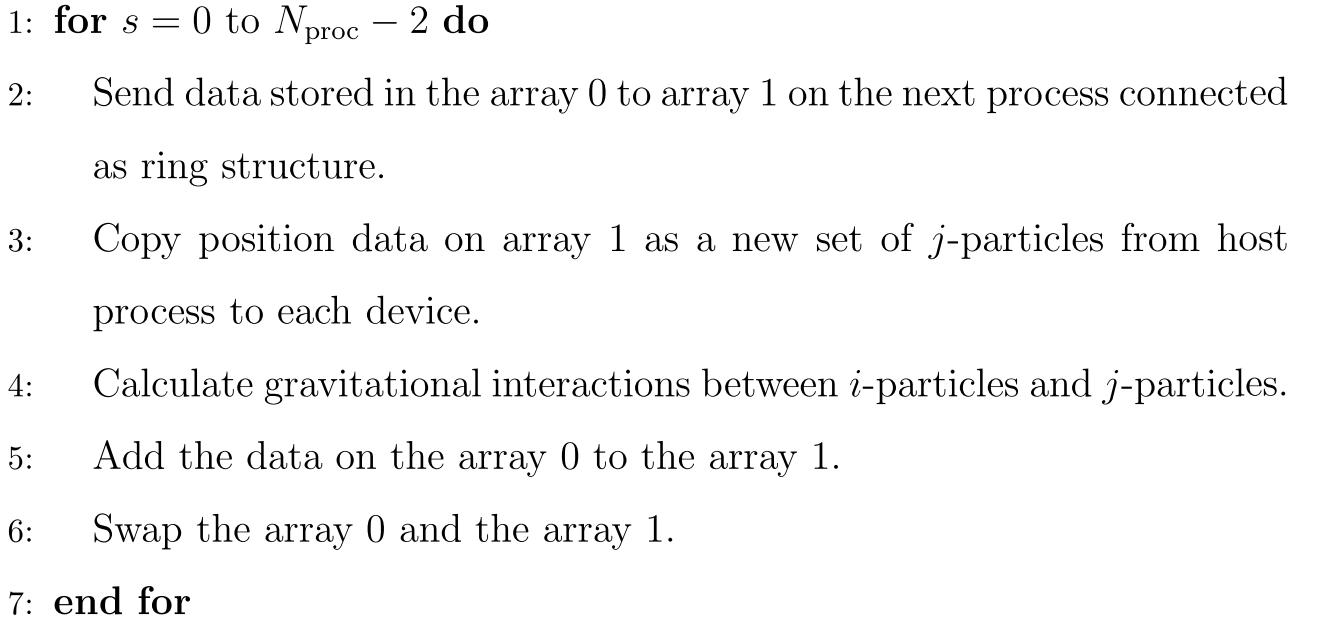 1: for s = 0 to N_proc − 2 do
2: Send data stored in the array 0 to array 1 on the next process connected
as ring structure.
3: Copy position data on array 1 as a new set of j-particles from host
process to each device.
4: Calculate gravitational interactions between i-particles and j-particles.
5: Add the data on the array 0 to the array 1.
6: Swap the array 0 and the array 1.
7: end for